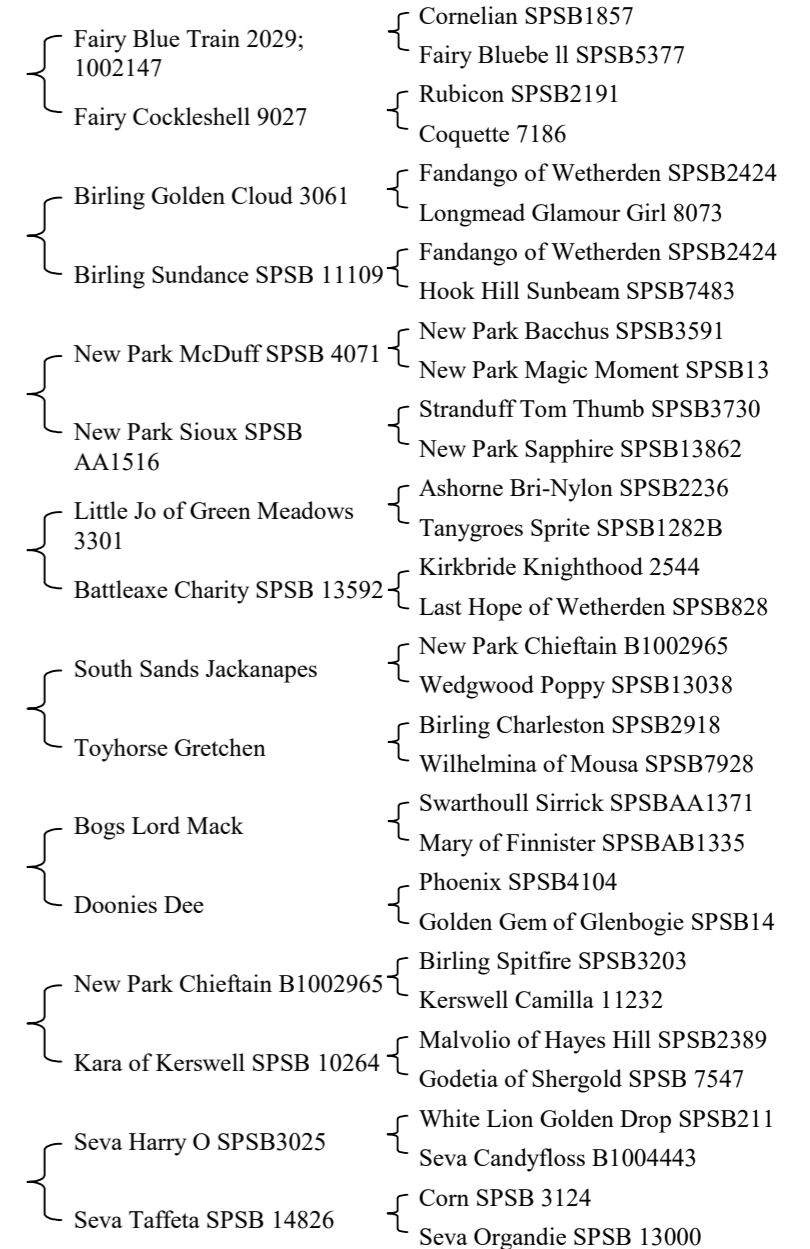 Fairy Blue Train 2029;
1002147
Cornelian SPSB1857
Fairy Bluebe ll SPSB5377
Fairy Cockleshell 9027
Rubicon SPSB2191
Coquette 7186
Birling Golden Cloud 3061
Fandango of Wetherden SPSB2424
Longmead Glamour Girl 8073
Birling Sundance SPSB 11109
Fandango of Wetherden SPSB2424
Hook Hill Sunbeam SPSB7483
New Park McDuff SPSB 4071
New Park Bacchus SPSB3591
New Park Magic Moment SPSB13
New Park Sioux SPSB
AA1516
Stranduff Tom Thumb SPSB3730
New Park Sapphire SPSB13862
Little Jo of Green Meadows
3301
Ashorne Bri-Nylon SPSB2236
Tanygroes Sprite SPSB1282B
Battleaxe Charity SPSB 13592
Kirkbride Knighthood 2544
Last Hope of Wetherden SPSB828
South Sands Jackanapes
New Park Chieftain B1002965
Wedgwood Poppy SPSB13038
Toyhorse Gretchen
Birling Charleston SPSB2918
Wilhelmina of Mousa SPSB7928
Bogs Lord Mack
Swarthoull Sirrick SPSBAA1371
Mary of Finnister SPSBAB1335
Doonies Dee
Phoenix SPSB4104
Golden Gem of Glenbogie SPSB14
New Park Chieftain B1002965
Birling Spitfire SPSB3203
Kerswell Camilla 11232
Kara of Kerswell SPSB 10264
Malvolio of Hayes Hill SPSB2389
Godetia of Shergold SPSB 7547
Seva Harry O SPSB3025
White Lion Golden Drop SPSB211
Seva Candyfloss B1004443
Seva Taffeta SPSB 14826
Corn SPSB 3124
Seva Organdie SPSB 13000